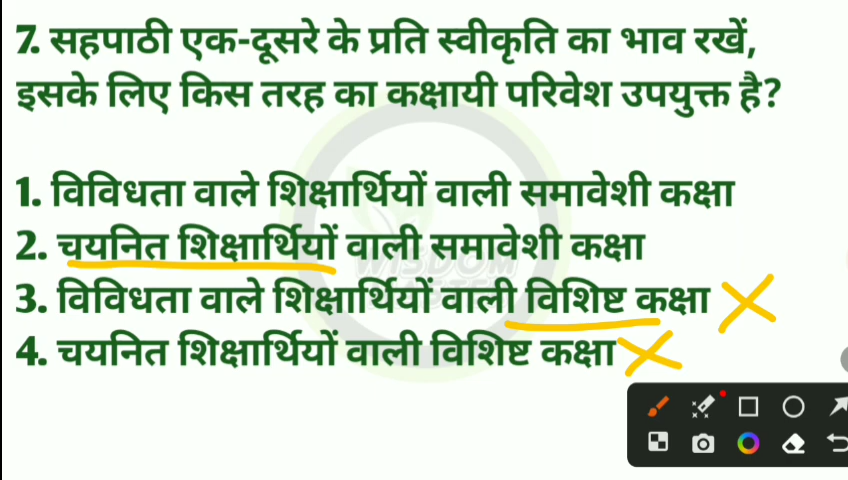 7. सहपाठी एक-दूसरे के प्रति स्वीकृति का भाव रखें,
इसके लिए किस तरह का कक्षायी परिवेश उपयुक्त है?
1. विविधता वाले शिक्षार्थियों वाली समावेशी कक्षा
2. चयनित शिक्षार्थियों वाली समावेशी कक्षा
3. विविधता वाले शिक्षार्थियों वाली विशिष्ट कक्षा
4. चयनित शिक्षार्थियों वाली विशिष्ट कक्षा